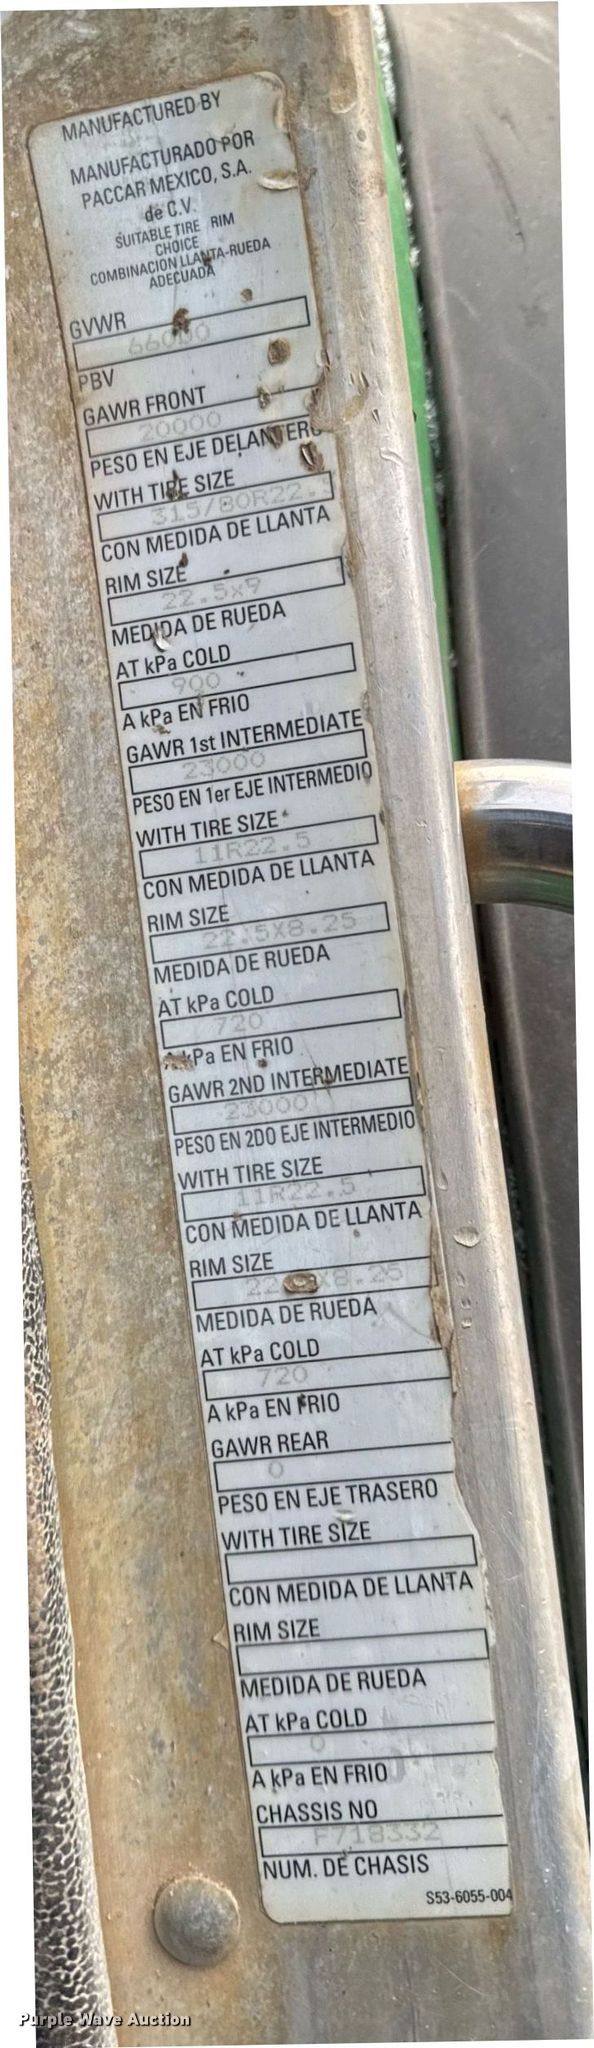 MANUFACTURED BY
MANUFACTURADO POR
PACCAR MEXICO, S.A.
de C.V.
SUITABLE TIRE RIM
CHOICE
COMBINACION LLANTA-RUEDA
ADECUADA
GVWR
66000
PBV
GAWR FRONT
20000
PESO EN EJE DELANTERO
WITH TIRE SIZE
315/80R22.
CON MEDIDA DE LLANTA
RIM SIZE
22.5x9
MEDIDA DE RUEDA
AT kPa COLD
900
A kPa EN FRIO
GAWR 1st INTERMEDIATE
23000
PESO EN 1er EJE INTERMEDIO
WITH TIRE SIZE
11R22.5
CON MEDIDA DE LLANTA
RIM SIZE
22.5X8.25
MEDIDA DE RUEDA
AT kPa COLD
720
A kPa EN FRIO
GAWR 2ND INTERMEDIATE
23000
PESO EN 2DO EJE INTERMEDIO
WITH TIRE SIZE
11R22.5
CON MEDIDA DE LLANTA
RIM SIZE
22.5X8.25
MEDIDA DE RUEDA
AT kPa COLD
720
A kPa EN FRIO
GAWR REAR
0
PESO EN EJE TRASERO
WITH TIRE SIZE
CON MEDIDA DE LLANTA
RIM SIZE
MEDIDA DE RUEDA
AT kPa COLD
0
A kPa EN FRIO
CHASSIS NO
F718332
NUM. DE CHASIS
S53-6055-004
Purple Wave Auction